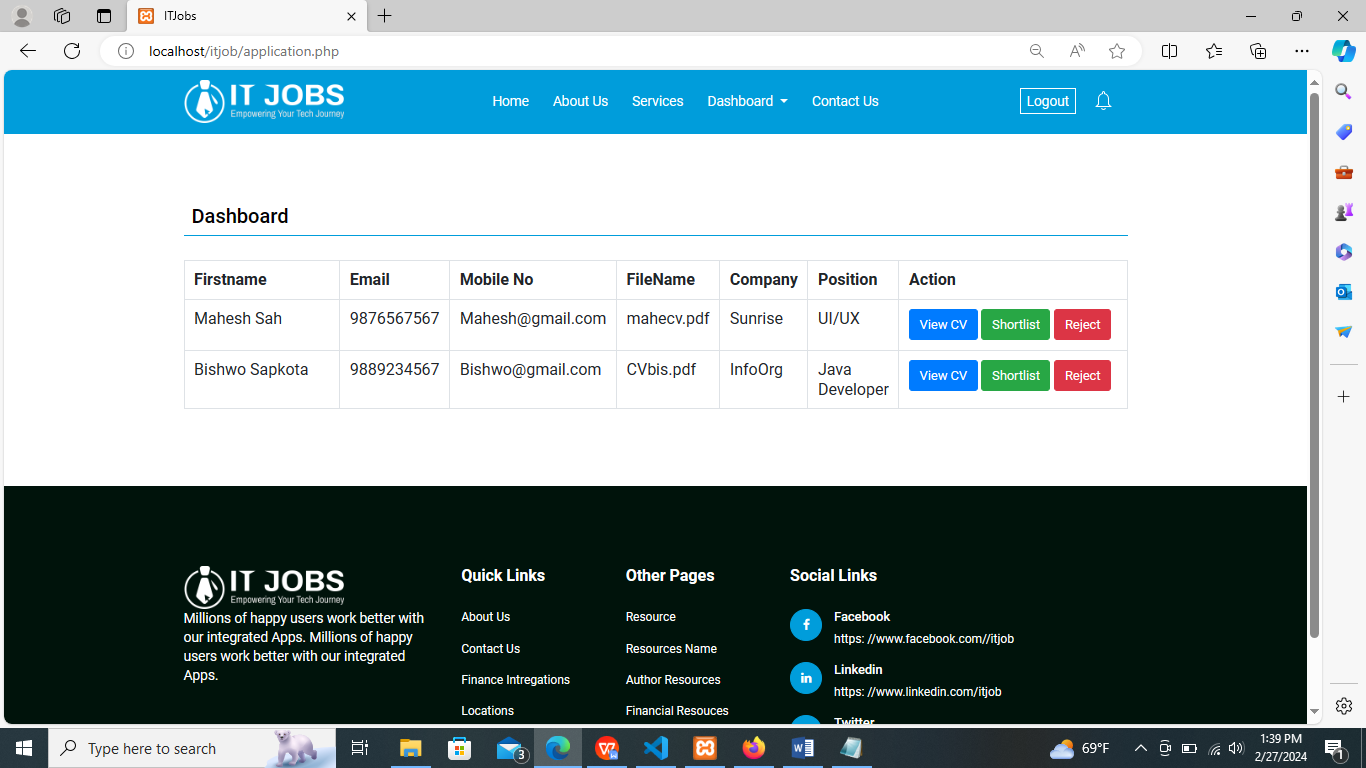 ITJobs
localhost/itjob/application.php
IT JOBS
Empowering Your Tech Journey
Home About Us Services Dashboard Contact Us Logout
Dashboard
Firstname Email Mobile No FileName Company Position Action
Mahesh Sah 9876567567 Mahesh@gmail.com mahecv.pdf Sunrise UI/UX View CV Shortlist Reject
Bishwo Sapkota 9889234567 Bishwo@gmail.com CVbis.pdf InfoOrg Java View CV Shortlist Reject
Developer
IT JOBS
Empowering Your Tech Journey
Millions of happy users work better with
our integrated Apps. Millions of happy
users work better with our integrated
Apps.
Quick Links
About Us
Contact Us
Finance Intregations
Locations
Other Pages
Resource
Resources Name
Author Resources
Financial Resouces
Social Links
Facebook
https: //www.facebook.com//itjob
Linkedin
https: //www.linkedin.com/itjob
Twitter
Type here to search
3
69°F
1:39 PM
2/27/2024
1